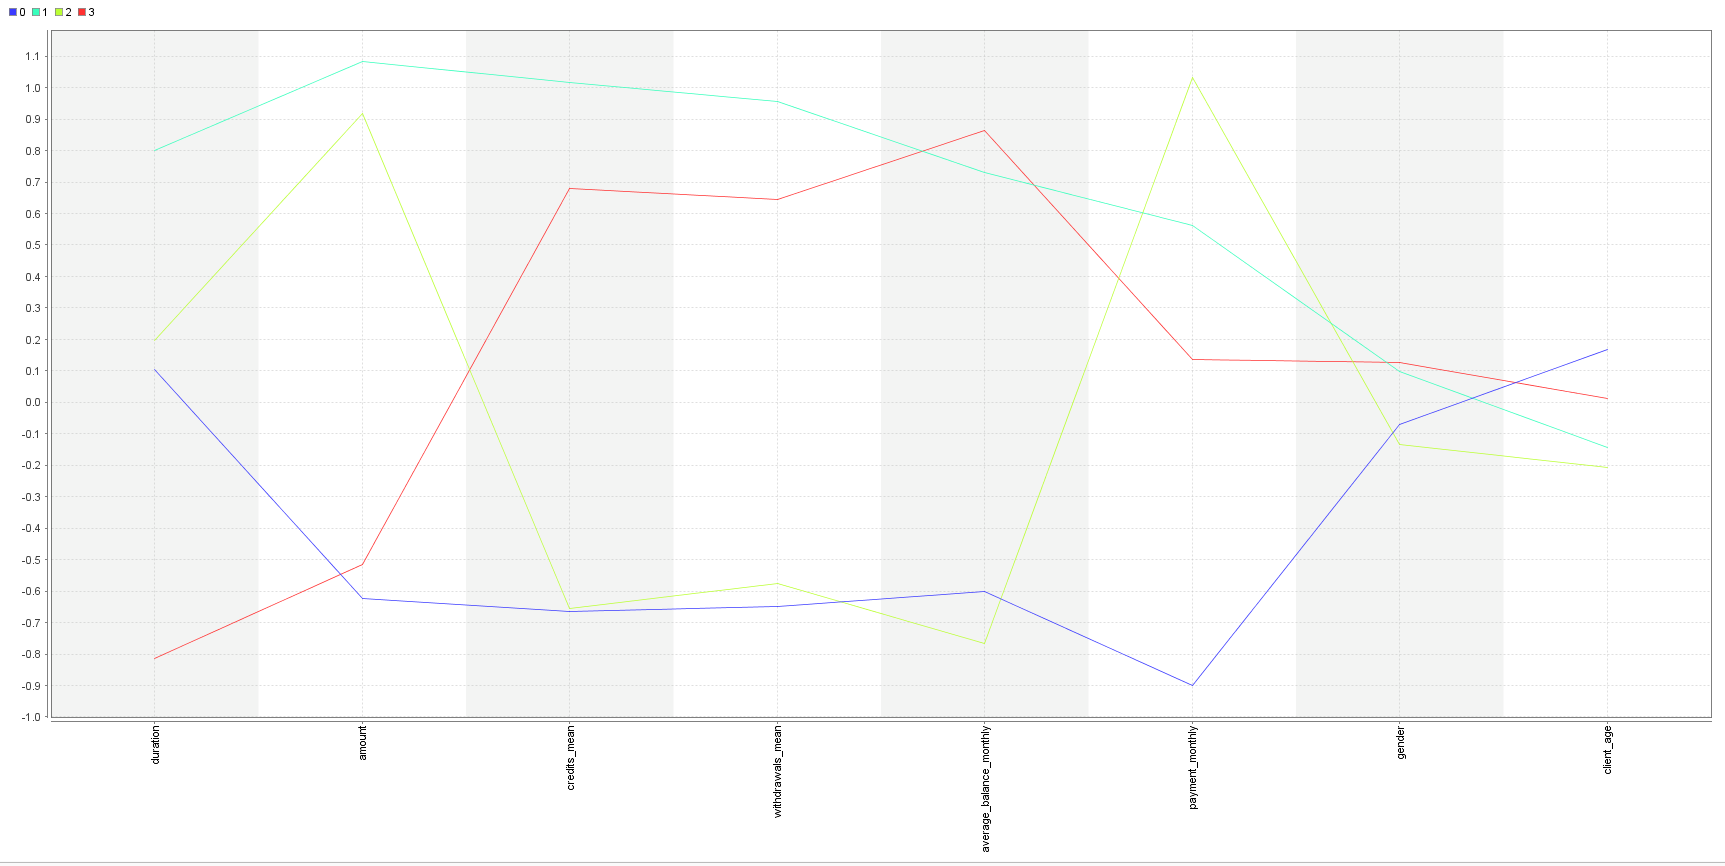 0 1 2 3
1.1
1.0
0.9
0.8
0.7
0.6
0.5
0.4
0.3
0.2
0.1
0.0
-0.1
-0.2
-0.3
-0.4
-0.5
-0.6
-0.7
-0.8
-0.9
-1.0
duration
amount
credits_mean
withdrawals_mean
average_balance_monthly
payment_monthly
gender
client_age